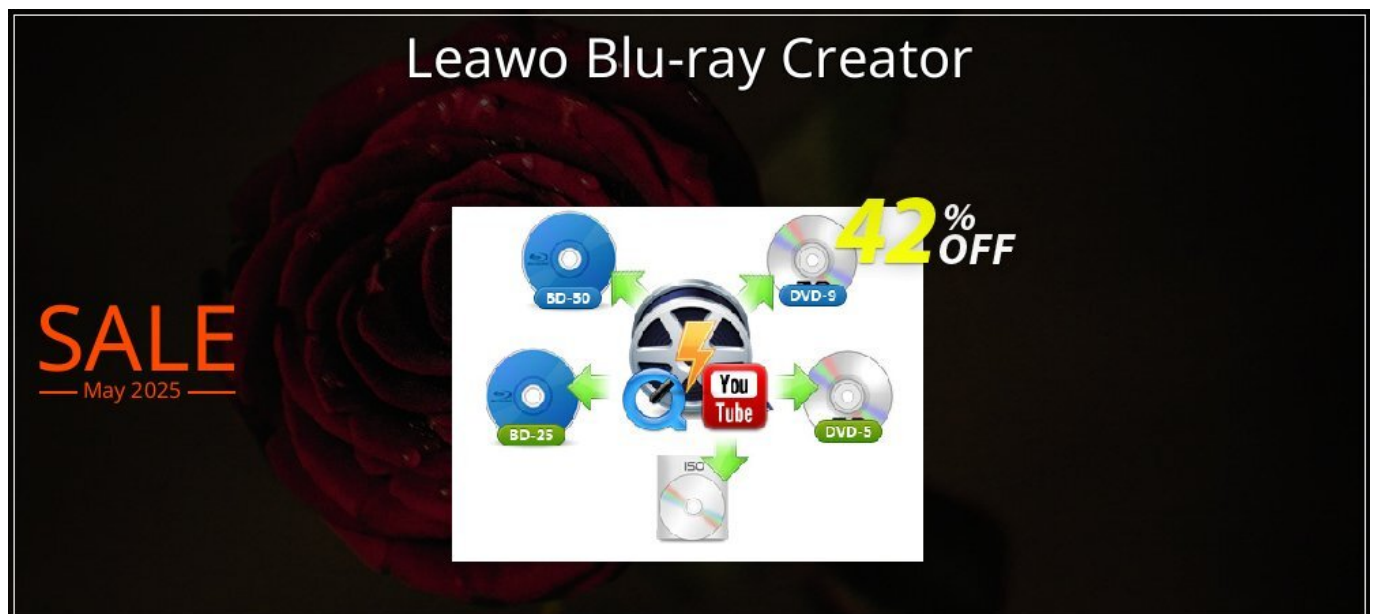 Leawo Blu-ray Creator
42% OFF
SALE
May 2025
BD-50
DVD-9
BD-25
You
Tube
DVD-5
ISO